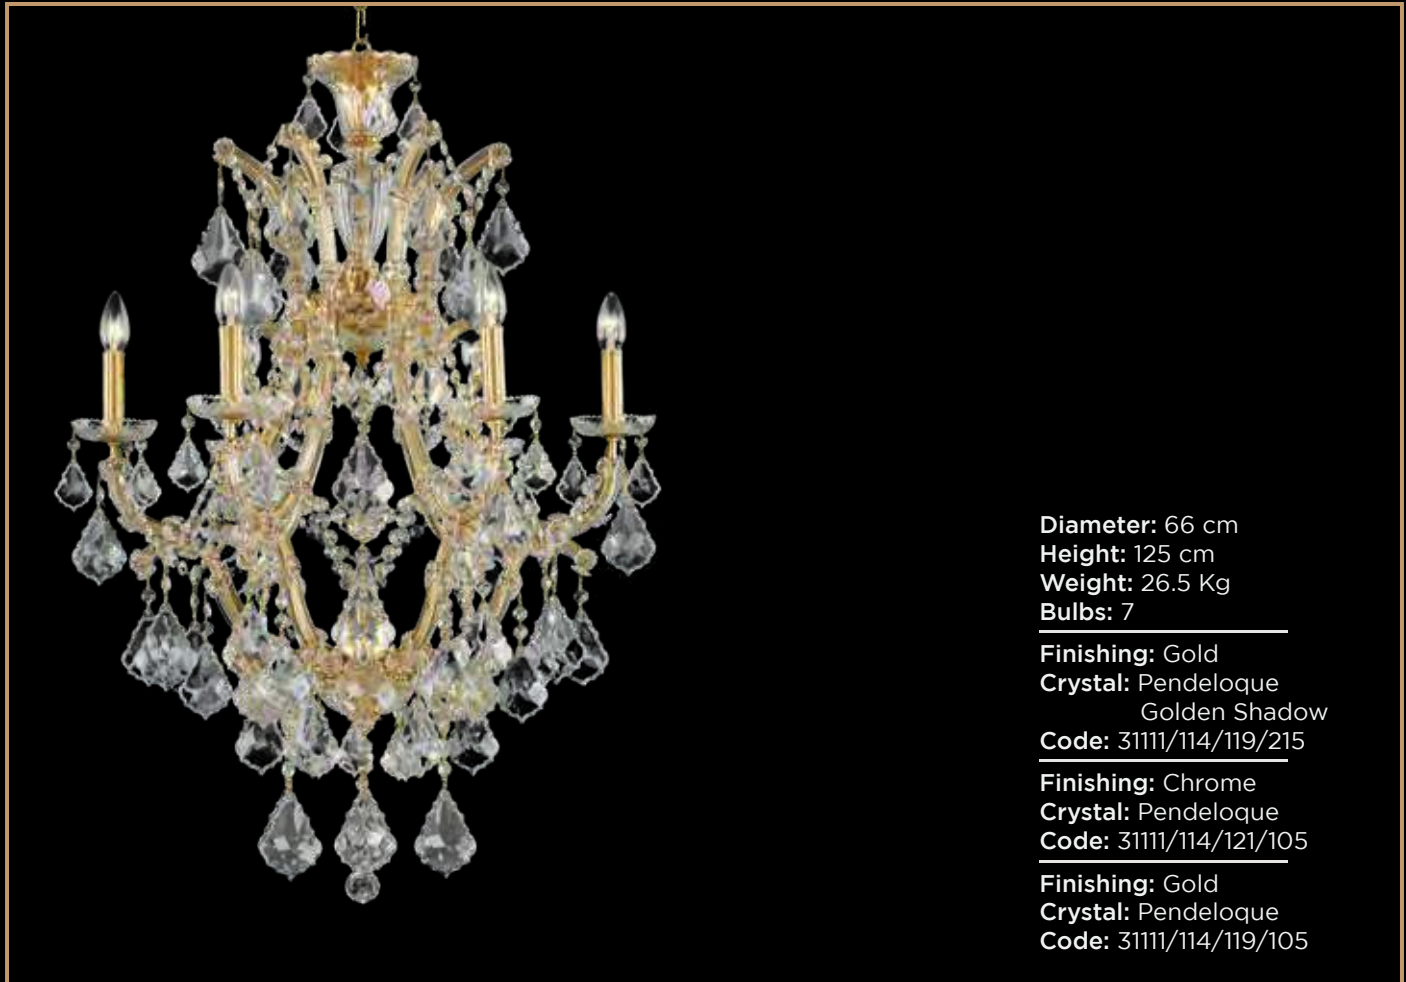 Diameter: 66 cm
Height: 125 cm
Weight: 26.5 Kg
Bulbs: 7
Finishing: Gold
Crystal: Pendeloque
Golden Shadow
Code: 31111/114/119/215
Finishing: Chrome
Crystal: Pendeloque
Code: 31111/114/121/105
Finishing: Gold
Crystal: Pendeloque
Code: 31111/114/119/105